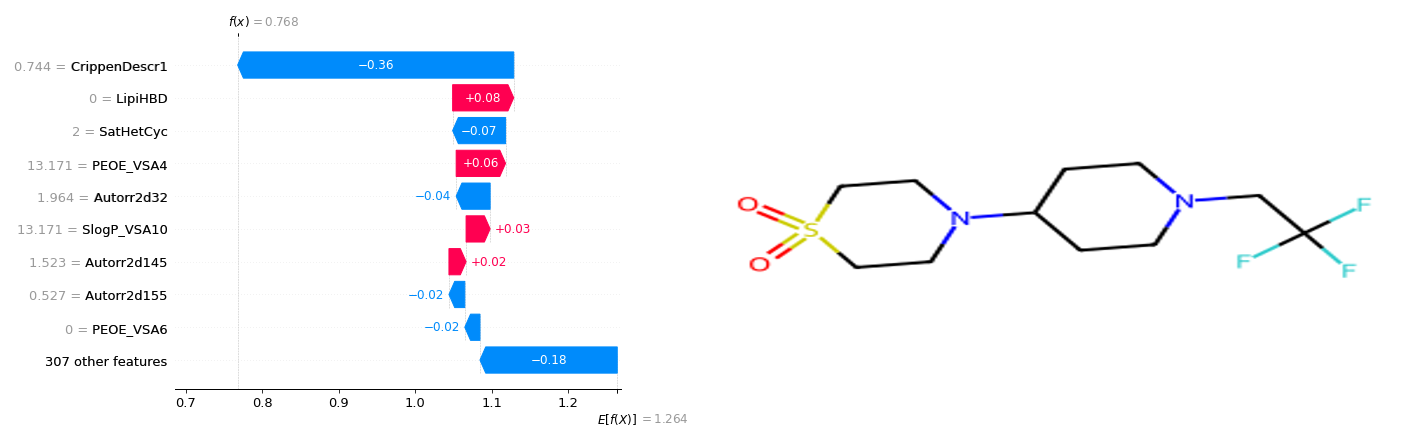 f(x) = 0.768
0.744 = CrippenDescr1 −0.36
0 = LipiHBD +0.08
2 = SatHetCyc −0.07
13.171 = PEOE_VSA4 +0.06
1.964 = Autorr2d32 −0.04
13.171 = SlogP_VSA10 +0.03
1.523 = Autorr2d145 +0.02
0.527 = Autorr2d155 −0.02
0 = PEOE_VSA6 −0.02
307 other features −0.18
0.7 0.8 0.9 1.0 1.1 1.2
E[f(X)] = 1.264
O
F
N
N
S
O
F
F